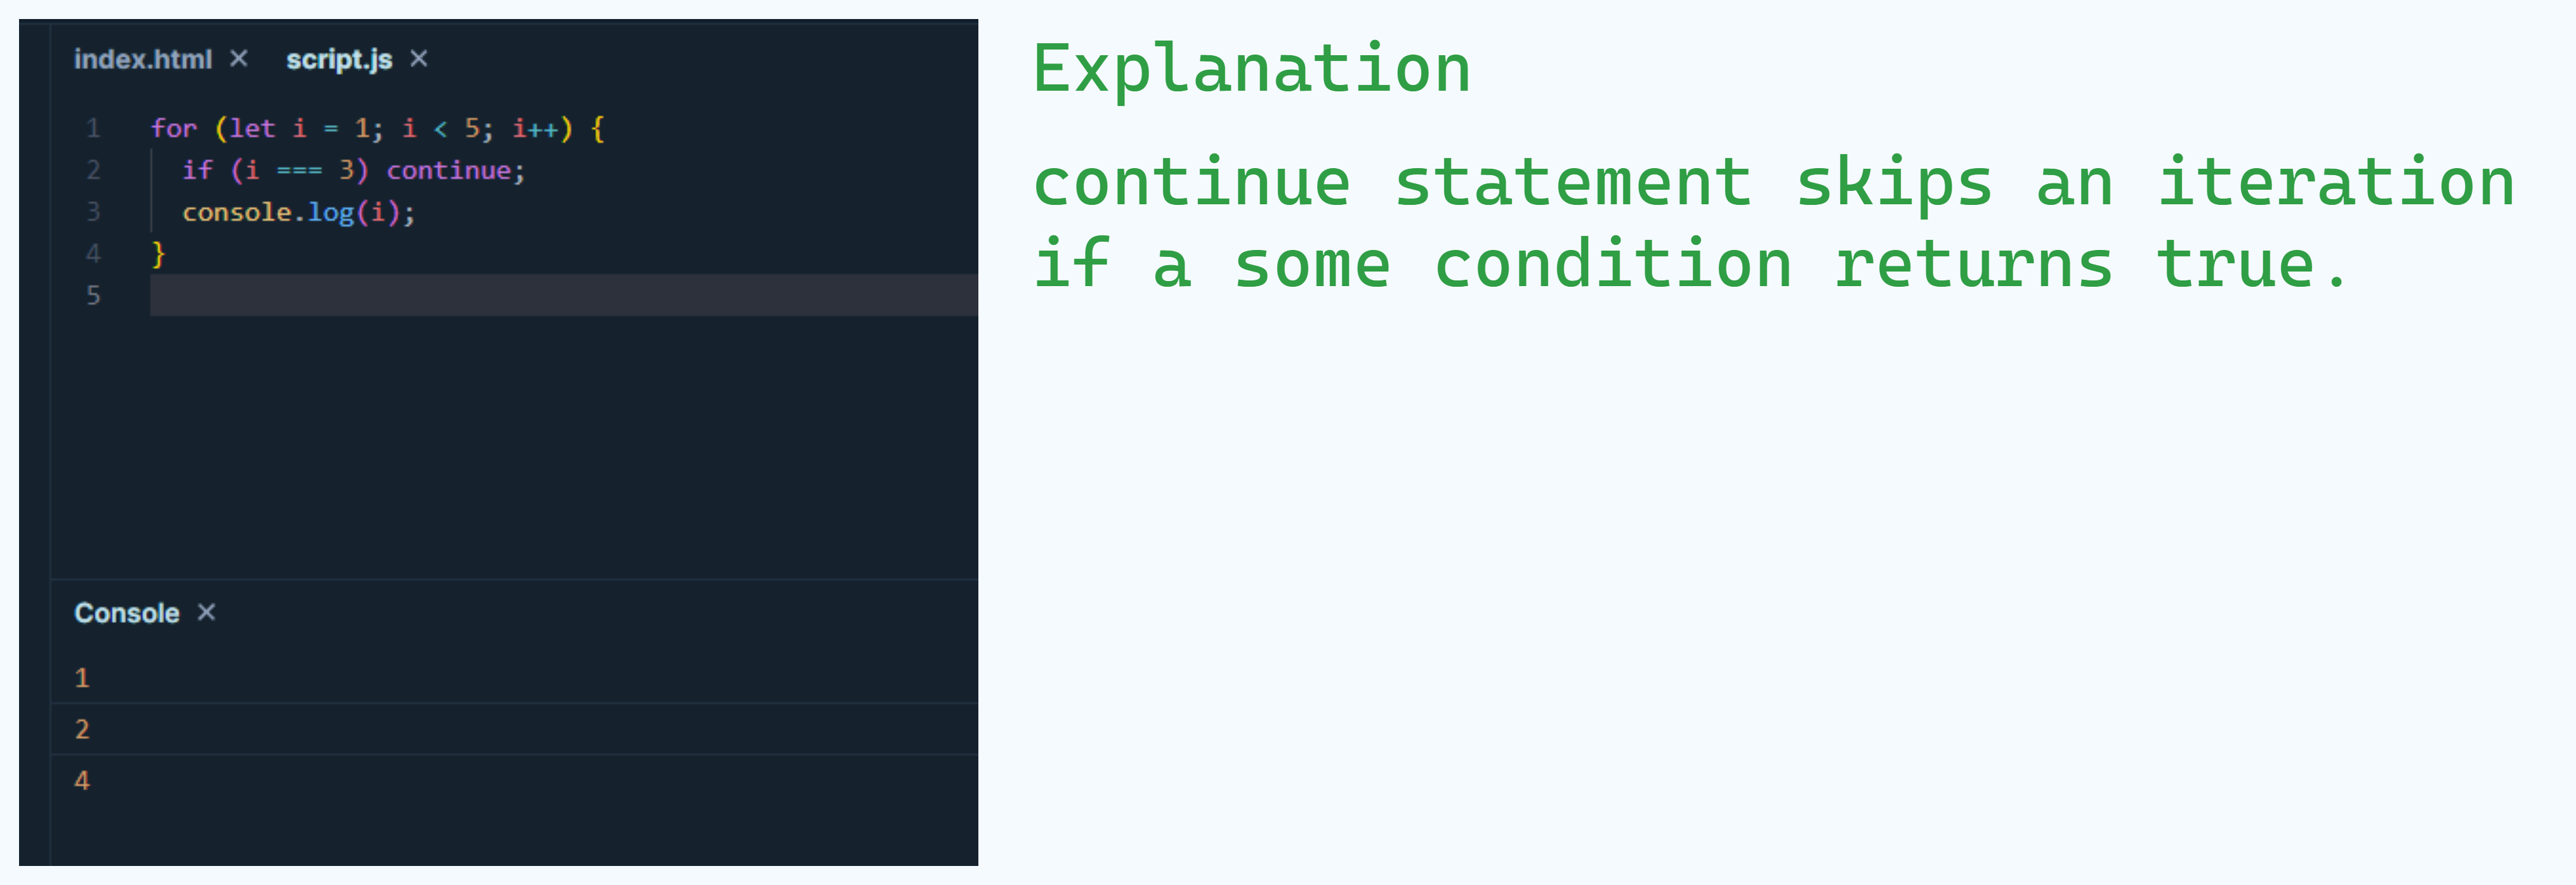 index.html × script.js ×
1 for (let i = 1; i < 5; i++) {
2 if (i === 3) continue;
3 console.log(i);
4 }
5
Console ×
1
2
4
Explanation
continue statement skips an iteration
if a some condition returns true.